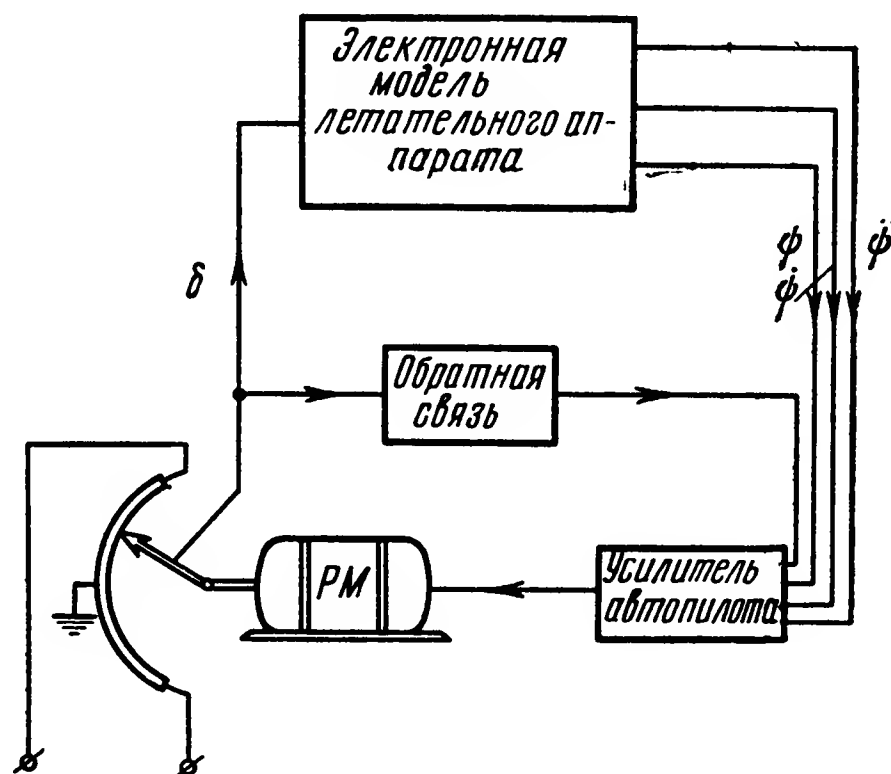 Электронная
модель
летательного ап-
парата
δ
ψ
ψ̇
ψ̈
Обратная
связь
РМ
Усилитель
автопилота